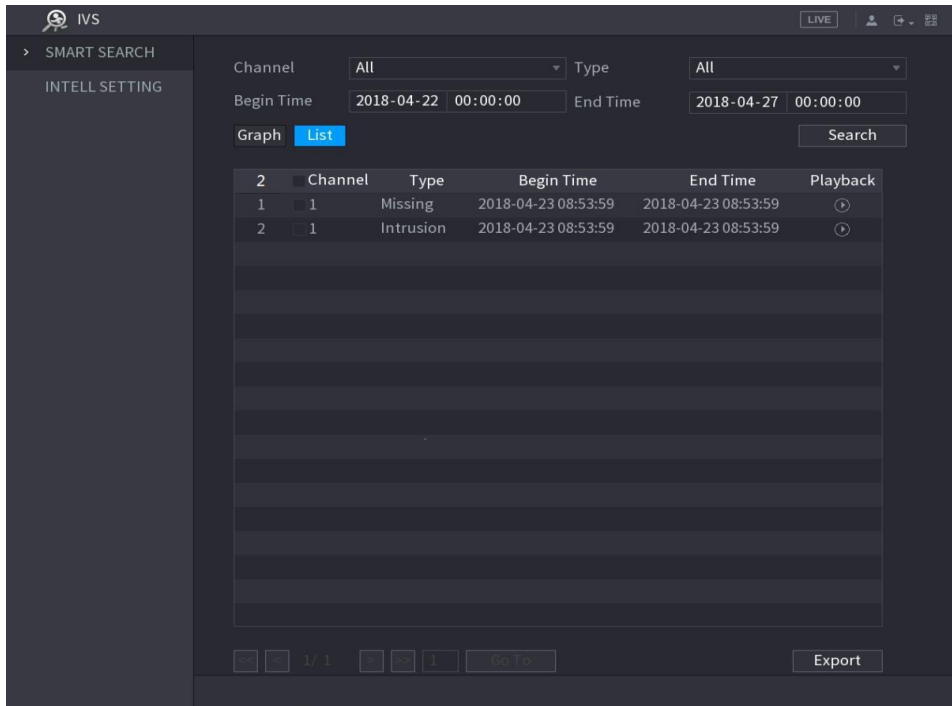 IVS LIVE
SMART SEARCH
INTELL SETTING
Channel All Type All
Begin Time 2018-04-22 00:00:00 End Time 2018-04-27 00:00:00
Graph List Search
2 Channel Type Begin Time End Time Playback
1 1 Missing 2018-04-23 08:53:59 2018-04-23 08:53:59
2 1 Intrusion 2018-04-23 08:53:59 2018-04-23 08:53:59
<< < 1/ 1 > >> 1 Go To Export